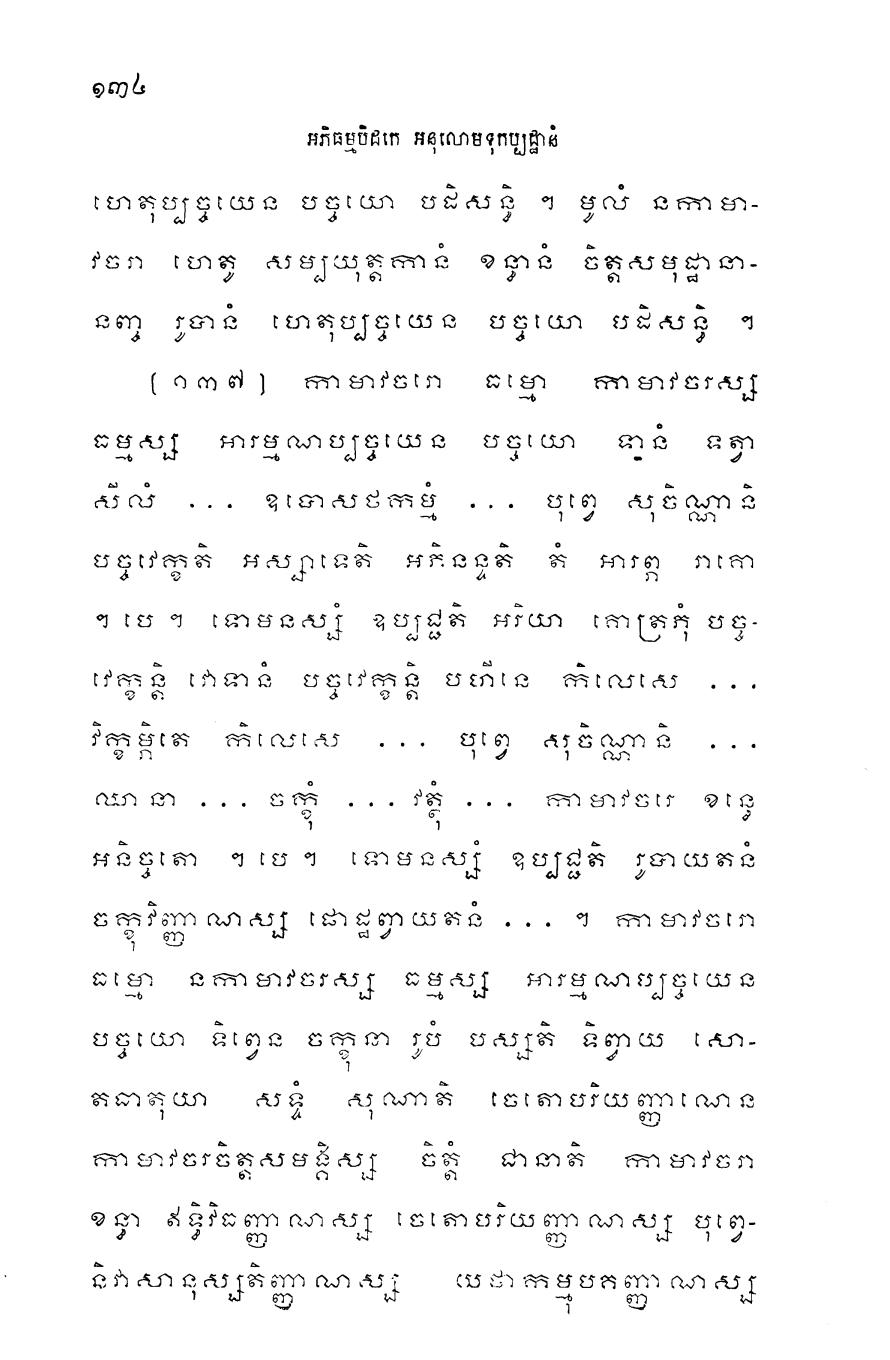 ១៣៤
អភិធម្មបិដកេ អនុលោមទុកប្បដ្ឋានំ
ហេតុប្បច្ចយេន បច្ចយោ បដិសន្ធិ ។ មូលំ នកាមា-
វចរា ហេតូ សម្បយុត្តកានំ ខន្ធានំ ចិត្តសមុដ្ឋានា-
នញ្ច រូបានំ ហេតុប្បច្ចយេន បច្ចយោ បដិសន្ធិ ។
(១៣៧) កាមាវចរោ ធម្មោ កាមាវចរស្ស
ធម្មស្ស អារម្មណប្បច្ចយេន បច្ចយោ ទានំ ទត្វា
សីលំ ... ឧបោសថកម្មំ ... បុព្វេ សុចិណ្ណានិ
បច្ចវេក្ខតិ អស្សាទេតិ អភិនន្ទតិ តំ អារព្ភ រាគោ
។ បេ ។ ទោមនស្សំ ឧប្បជ្ជតិ អរិយា គោត្រភុំ បច្ច-
វេក្ខន្តិ វោទានំ បច្ចវេក្ខន្តិ បហីនេ កិលេសេ ...
វិក្ខម្ភិតេ កិលេសេ ... បុព្វេ សុចិណ្ណានិ ...
ឈានា ... ចក្ខុំ ... វត្ថុំ ... កាមាវចរេ ខន្ធេ
អនិច្ចតោ ។ បេ ។ ទោមនស្សំ ឧប្បជ្ជតិ រូបាយតនំ
ចក្ខុវិញ្ញាណស្ស ផោដ្ឋព្វាយតនំ ... ។ កាមាវចរោ
ធម្មោ នកាមាវចរស្ស ធម្មស្ស អារម្មណប្បច្ចយេន
បច្ចយោ ទិព្វេន ចក្ខុនា រូបំ បស្សតិ ទិព្វាយ សោ-
តធាតុយា សទ្ទំ សុណាតិ ចេតោបរិយញ្ញាណេន
កាមាវចរចិត្តសមង្គិស្ស ចិត្តំ ជានាតិ កាមាវចរា
ខន្ធា ឥទ្ធិវិធញ្ញាណស្ស ចេតោបរិយញ្ញាណស្ស បុព្វេ-
និវាសានុស្សតិញ្ញាណស្ស យថាកម្មុបគញ្ញាណស្ស